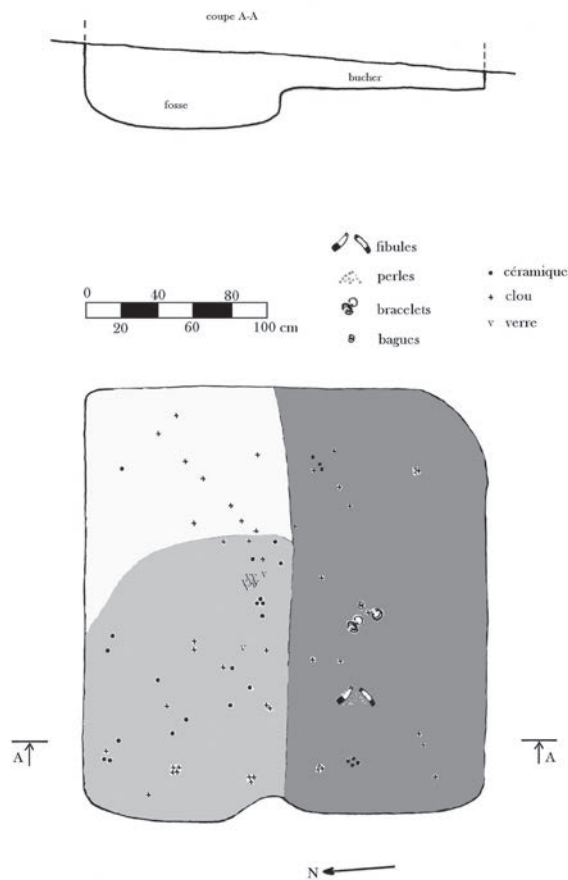 coupe A-A
bucher
fosse
fibules
perles
bracelets
bagues
céramique
clou
verre
0 40 80
20 60 100 cm
A A
N